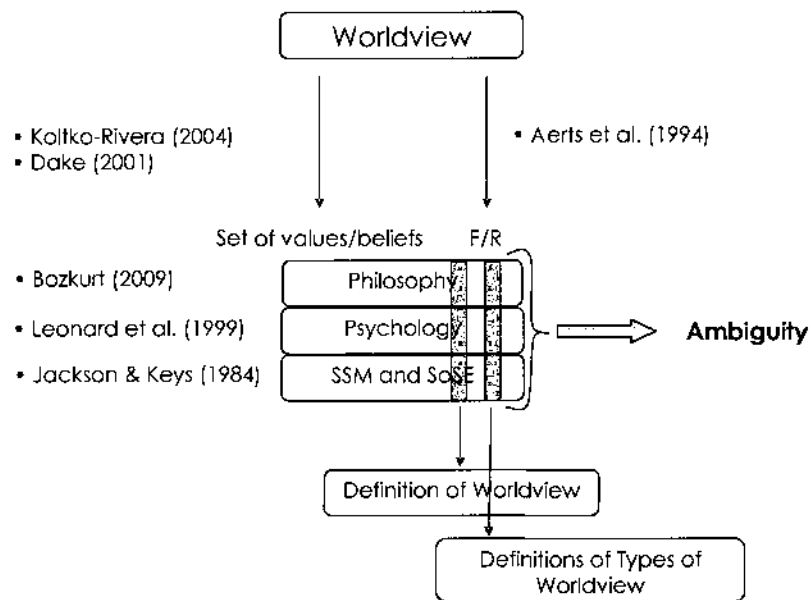 Worldview
• Koltko-Rivera (2004)
• Dake (2001)
• Aerts et al. (1994)
Set of values/beliefs F/R
• Bozkurt (2009)
Philosophy
• Leonard et al. (1999)
Psychology
Ambiguity
• Jackson & Keys (1984)
SSM and SoSE
Definition of Worldview
Definitions of Types of
Worldview